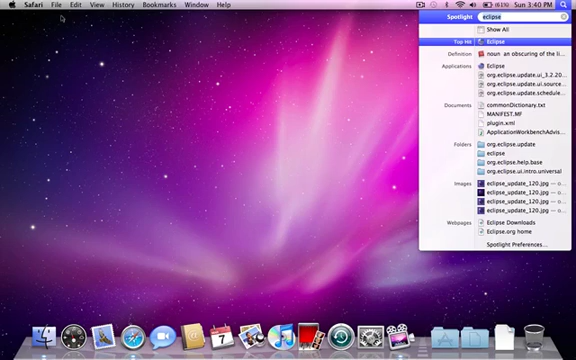 Safari File Edit View History Bookmarks Window Help
(61%) Sun 3:40 PM
Spotlight eclipse
Show All
Top Hit Eclipse
Definition noun an obscuring of the li...
Applications Eclipse
org.eclipse.update.ui_3.2.20...
org.eclipse.update.ui.source...
org.eclipse.update.schedule...
Documents commonDictionary.txt
MANIFEST.MF
plugin.xml
ApplicationWorkbenchAdvis...
Folders org.eclipse.update
eclipse
org.eclipse.help.base
org.eclipse.ui.intro.universal
Images eclipse_update_120.jpg — o...
eclipse_update_120.jpg — o...
eclipse_update_120.jpg — o...
eclipse_update_120.jpg — o...
Webpages Eclipse Downloads
Eclipse.org home
Spotlight Preferences...
7